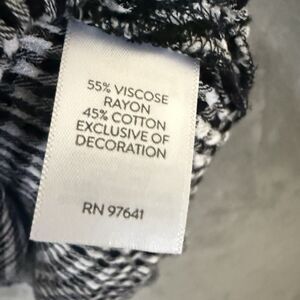 55% VISCOSE
RAYON
45% COTTON
EXCLUSIVE OF
DECORATION
RN 97641